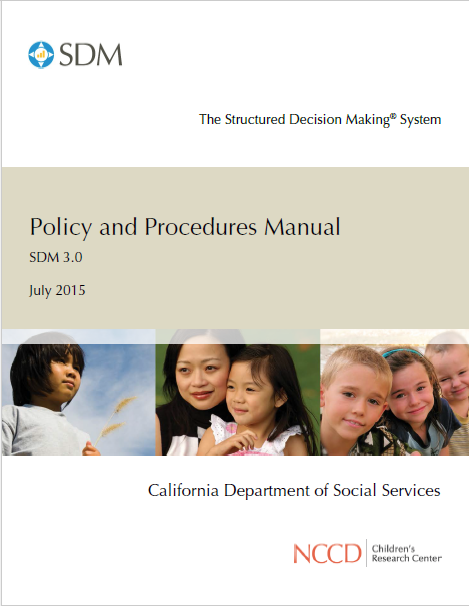 SDM
The Structured Decision Making® System
Policy and Procedures Manual
SDM 3.0
July 2015
California Department of Social Services
NCCD
Children's
Research Center